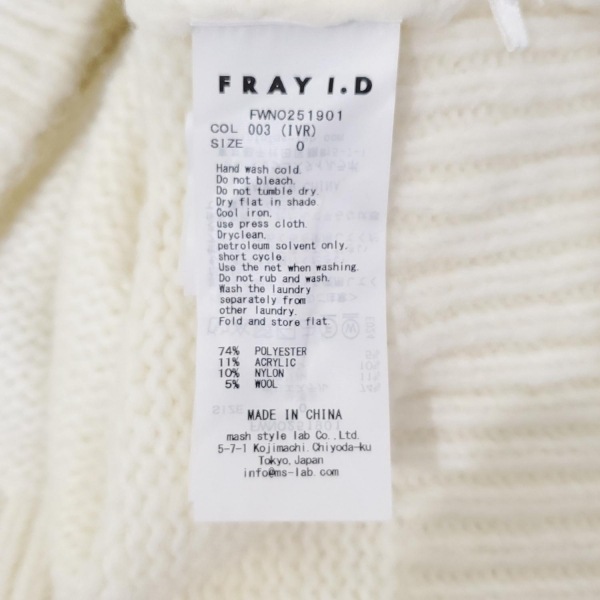 FRAY I.D
FWNO251901
COL 003 (IVR)
SIZE 0
Hand wash cold.
Do not bleach.
Do not tumble dry.
Dry flat in shade.
Cool iron.
use press cloth.
Dryclean.
petroleum solvent only.
short cycle.
Use the net when washing.
Do not rub and wash.
Wash the laundry
separately from
other laundry.
Fold and store flat.
74% POLYESTER
11% ACRYLIC
10% NYLON
5% WOOL
MADE IN CHINA
mash style lab Co.,Ltd.
5-7-1 Kojimachi.Chiyoda-ku
Tokyo,Japan
info@ms-lab.com